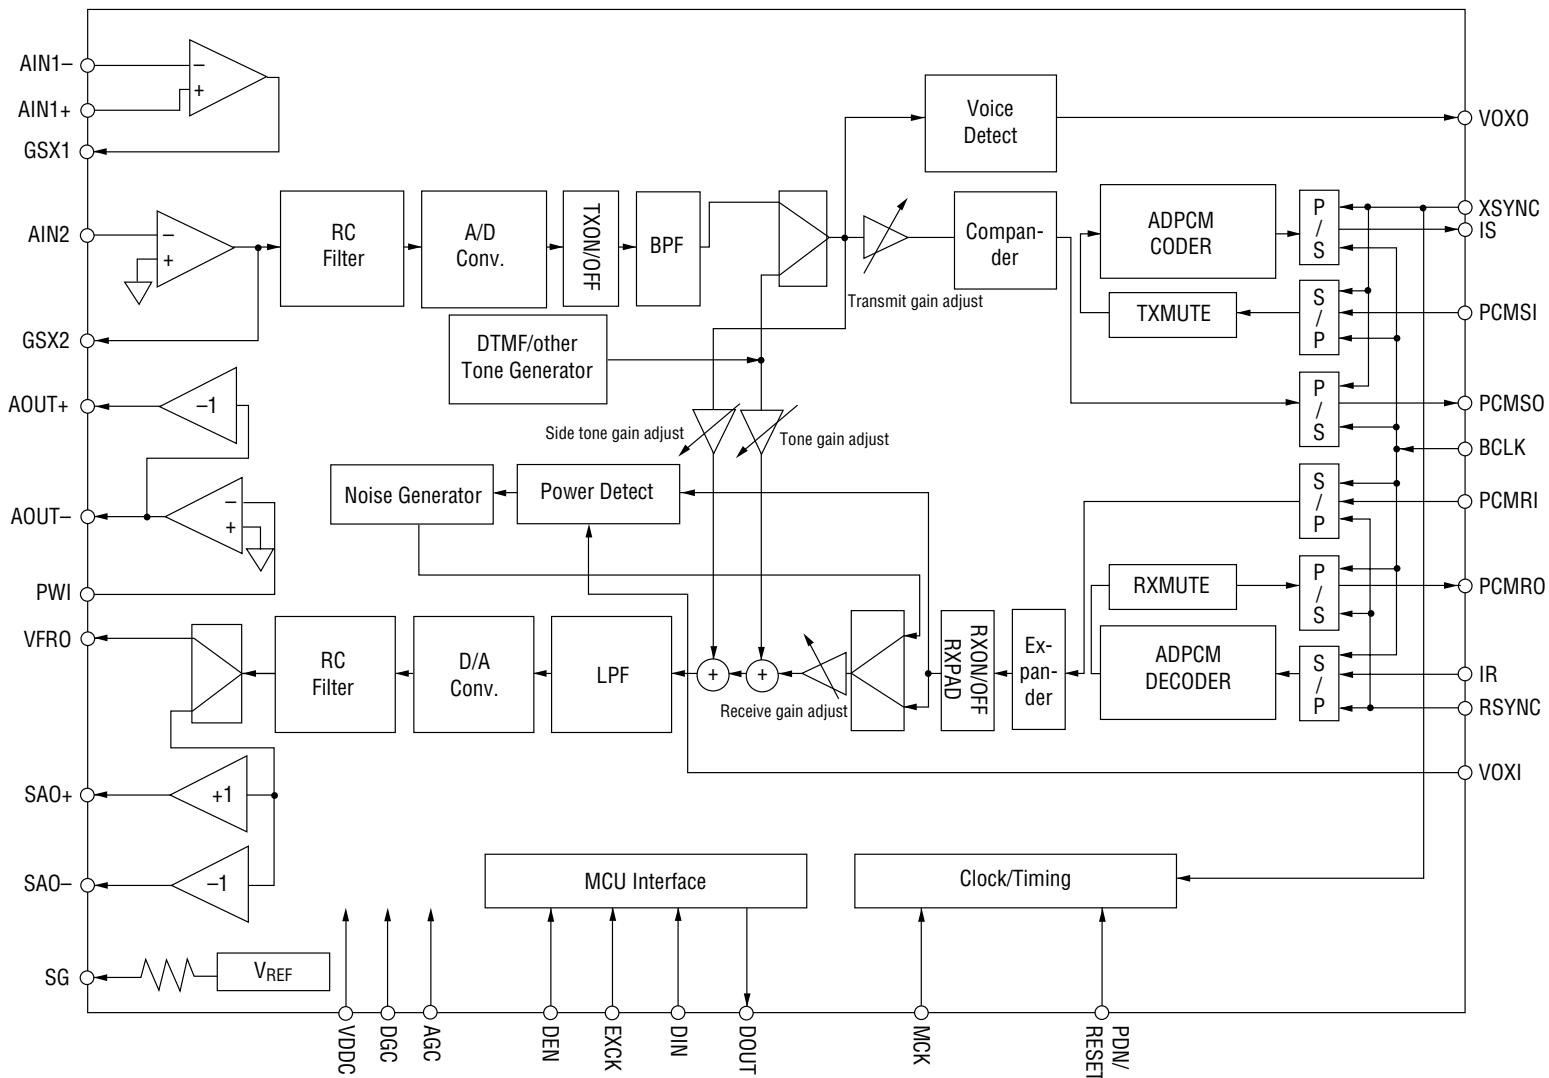 AIN1–
–
AIN1+
+
GSX1
Voice
Detect
VOXO
AIN2
–
+
RC
Filter
A/D
Conv.
TXON/OFF
BPF
Transmit gain adjust
Compan-
der
ADPCM
CODER
P
/
S
XSYNC
IS
TXMUTE
S
/
P
PCMSI
GSX2
DTMF/other
Tone Generator
AOUT+
–1
P
/
S
PCMSO
Side tone gain adjust
Tone gain adjust
BCLK
AOUT–
–
+
Noise Generator
Power Detect
S
/
P
PCMRI
PWI
RXMUTE
P
/
S
PCMRO
VFRO
RC
Filter
D/A
Conv.
LPF
+
+
Receive gain adjust
RXON/OFF
RXPAD
Ex-
pan-
der
ADPCM
DECODER
S
/
P
IR
RSYNC
VOXI
SAO+
+1
SAO–
–1
MCU Interface
Clock/Timing
SG
VREF
VDDC
DGC
AGC
DEN
EXCK
DIN
DOUT
MCK
PDN/
RESET